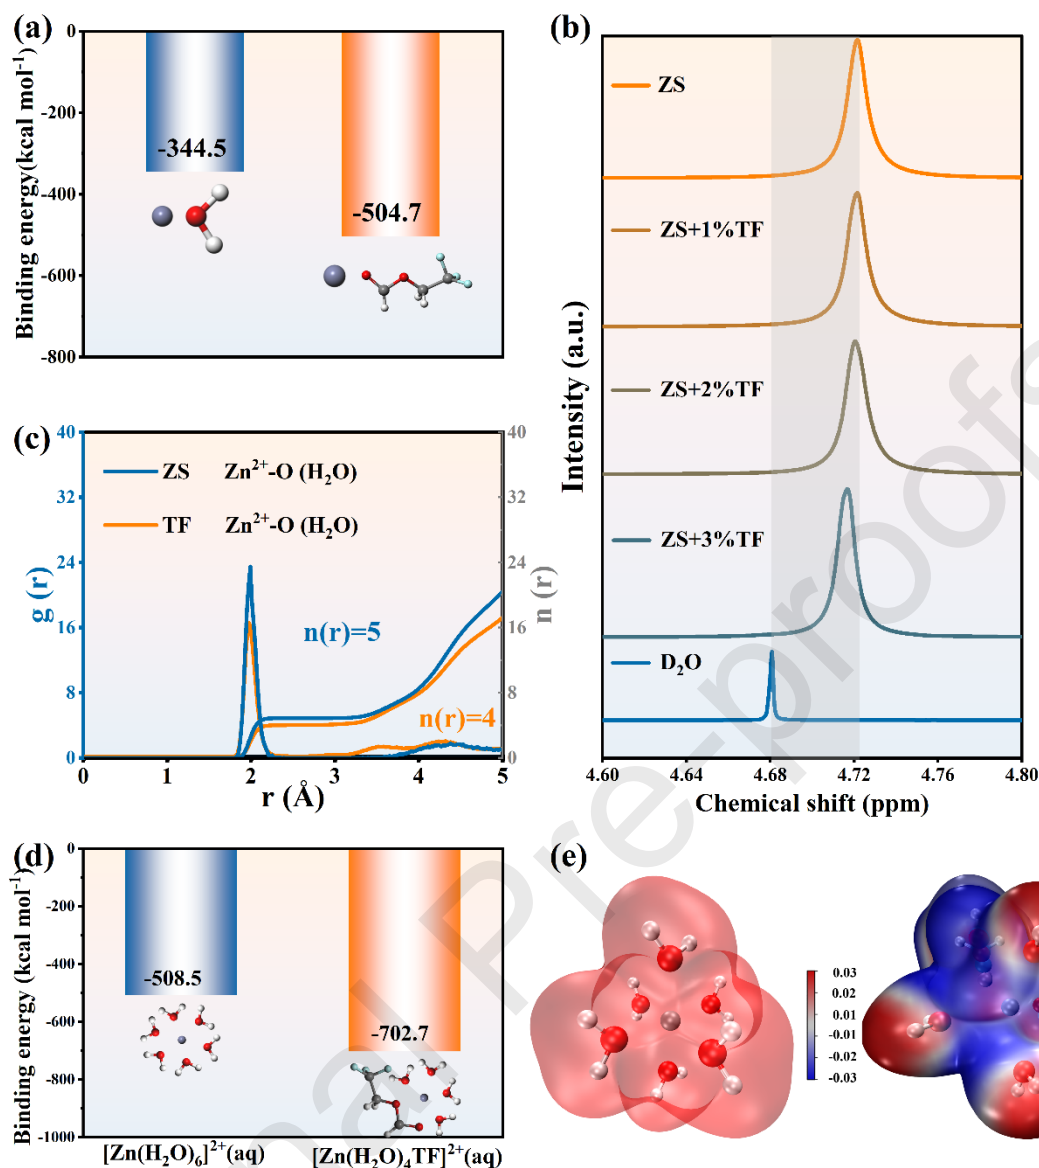 (a)
Binding energy(kcal mol⁻¹)
0
-200
-400
-600
-800
-344.5
-504.7
(b)
Intensity (a.u.)
ZS
ZS+1%TF
ZS+2%TF
ZS+3%TF
D₂O
4.60 4.64 4.68 4.72 4.76 4.80
Chemical shift (ppm)
(c)
g (r)
40
32
24
16
8
0
ZS Zn²⁺-O (H₂O)
TF Zn²⁺-O (H₂O)
n(r)=5
n(r)=4
40
32
24
16
8
0
n (r)
0 1 2 3 4 5
r (Å)
(d)
Binding energy (kcal mol⁻¹)
0
-200
-400
-600
-800
-1000
-508.5
-702.7
[Zn(H₂O)₆]²⁺(aq) [Zn(H₂O)₄TF]²⁺(aq)
(e)
0.03
0.02
0.01
-0.01
-0.02
-0.03
nal Pre-proofs